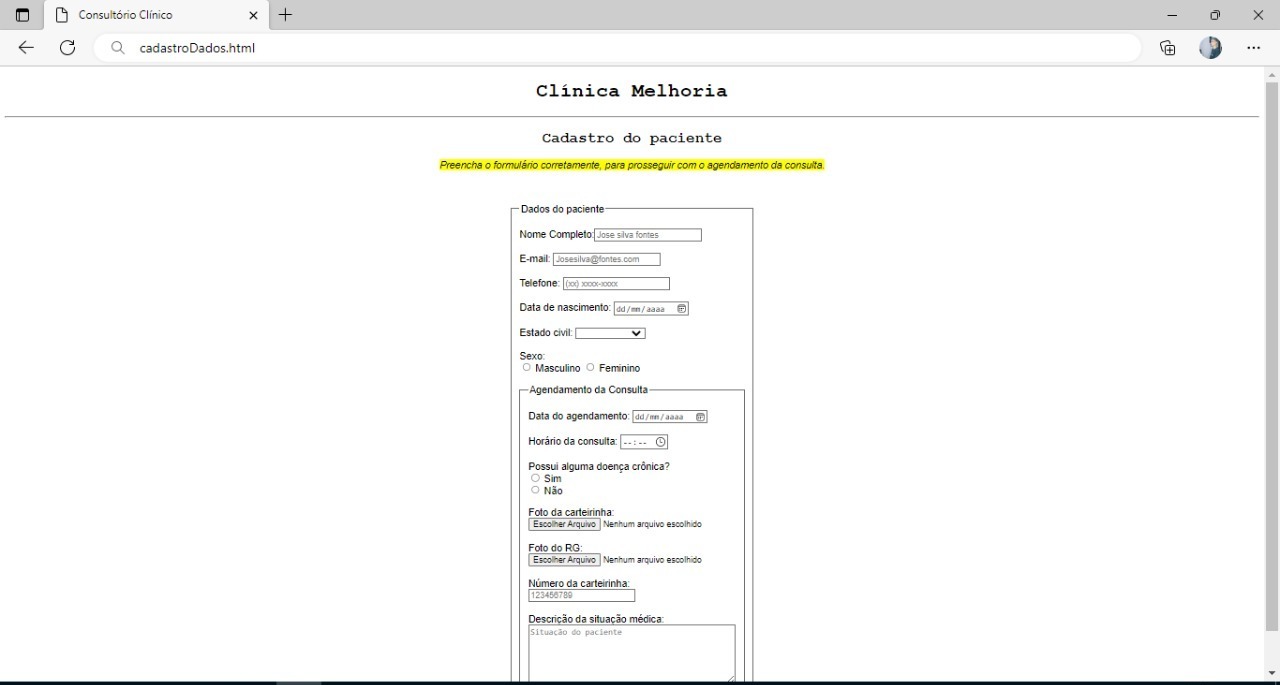 Consultório Clínico
cadastroDados.html
Clínica Melhoria
Cadastro do paciente
Preencha o formulário corretamente, para prosseguir com o agendamento da consulta.
Dados do paciente
Nome Completo: Jose silva fontes
E-mail: Josesilva@fontes.com
Telefone: (xx) xxxx-xxxx
Data de nascimento: dd/mm/aaaa
Estado civil:
Sexo:
Masculino Feminino
Agendamento da Consulta
Data do agendamento: dd/mm/aaaa
Horário da consulta: --:--
Possui alguma doença crônica?
Sim
Não
Foto da carteirinha:
Escolher Arquivo Nenhum arquivo escolhido
Foto do RG:
Escolher Arquivo Nenhum arquivo escolhido
Número da carteirinha:
123456789
Descrição da situação médica:
Situação do paciente